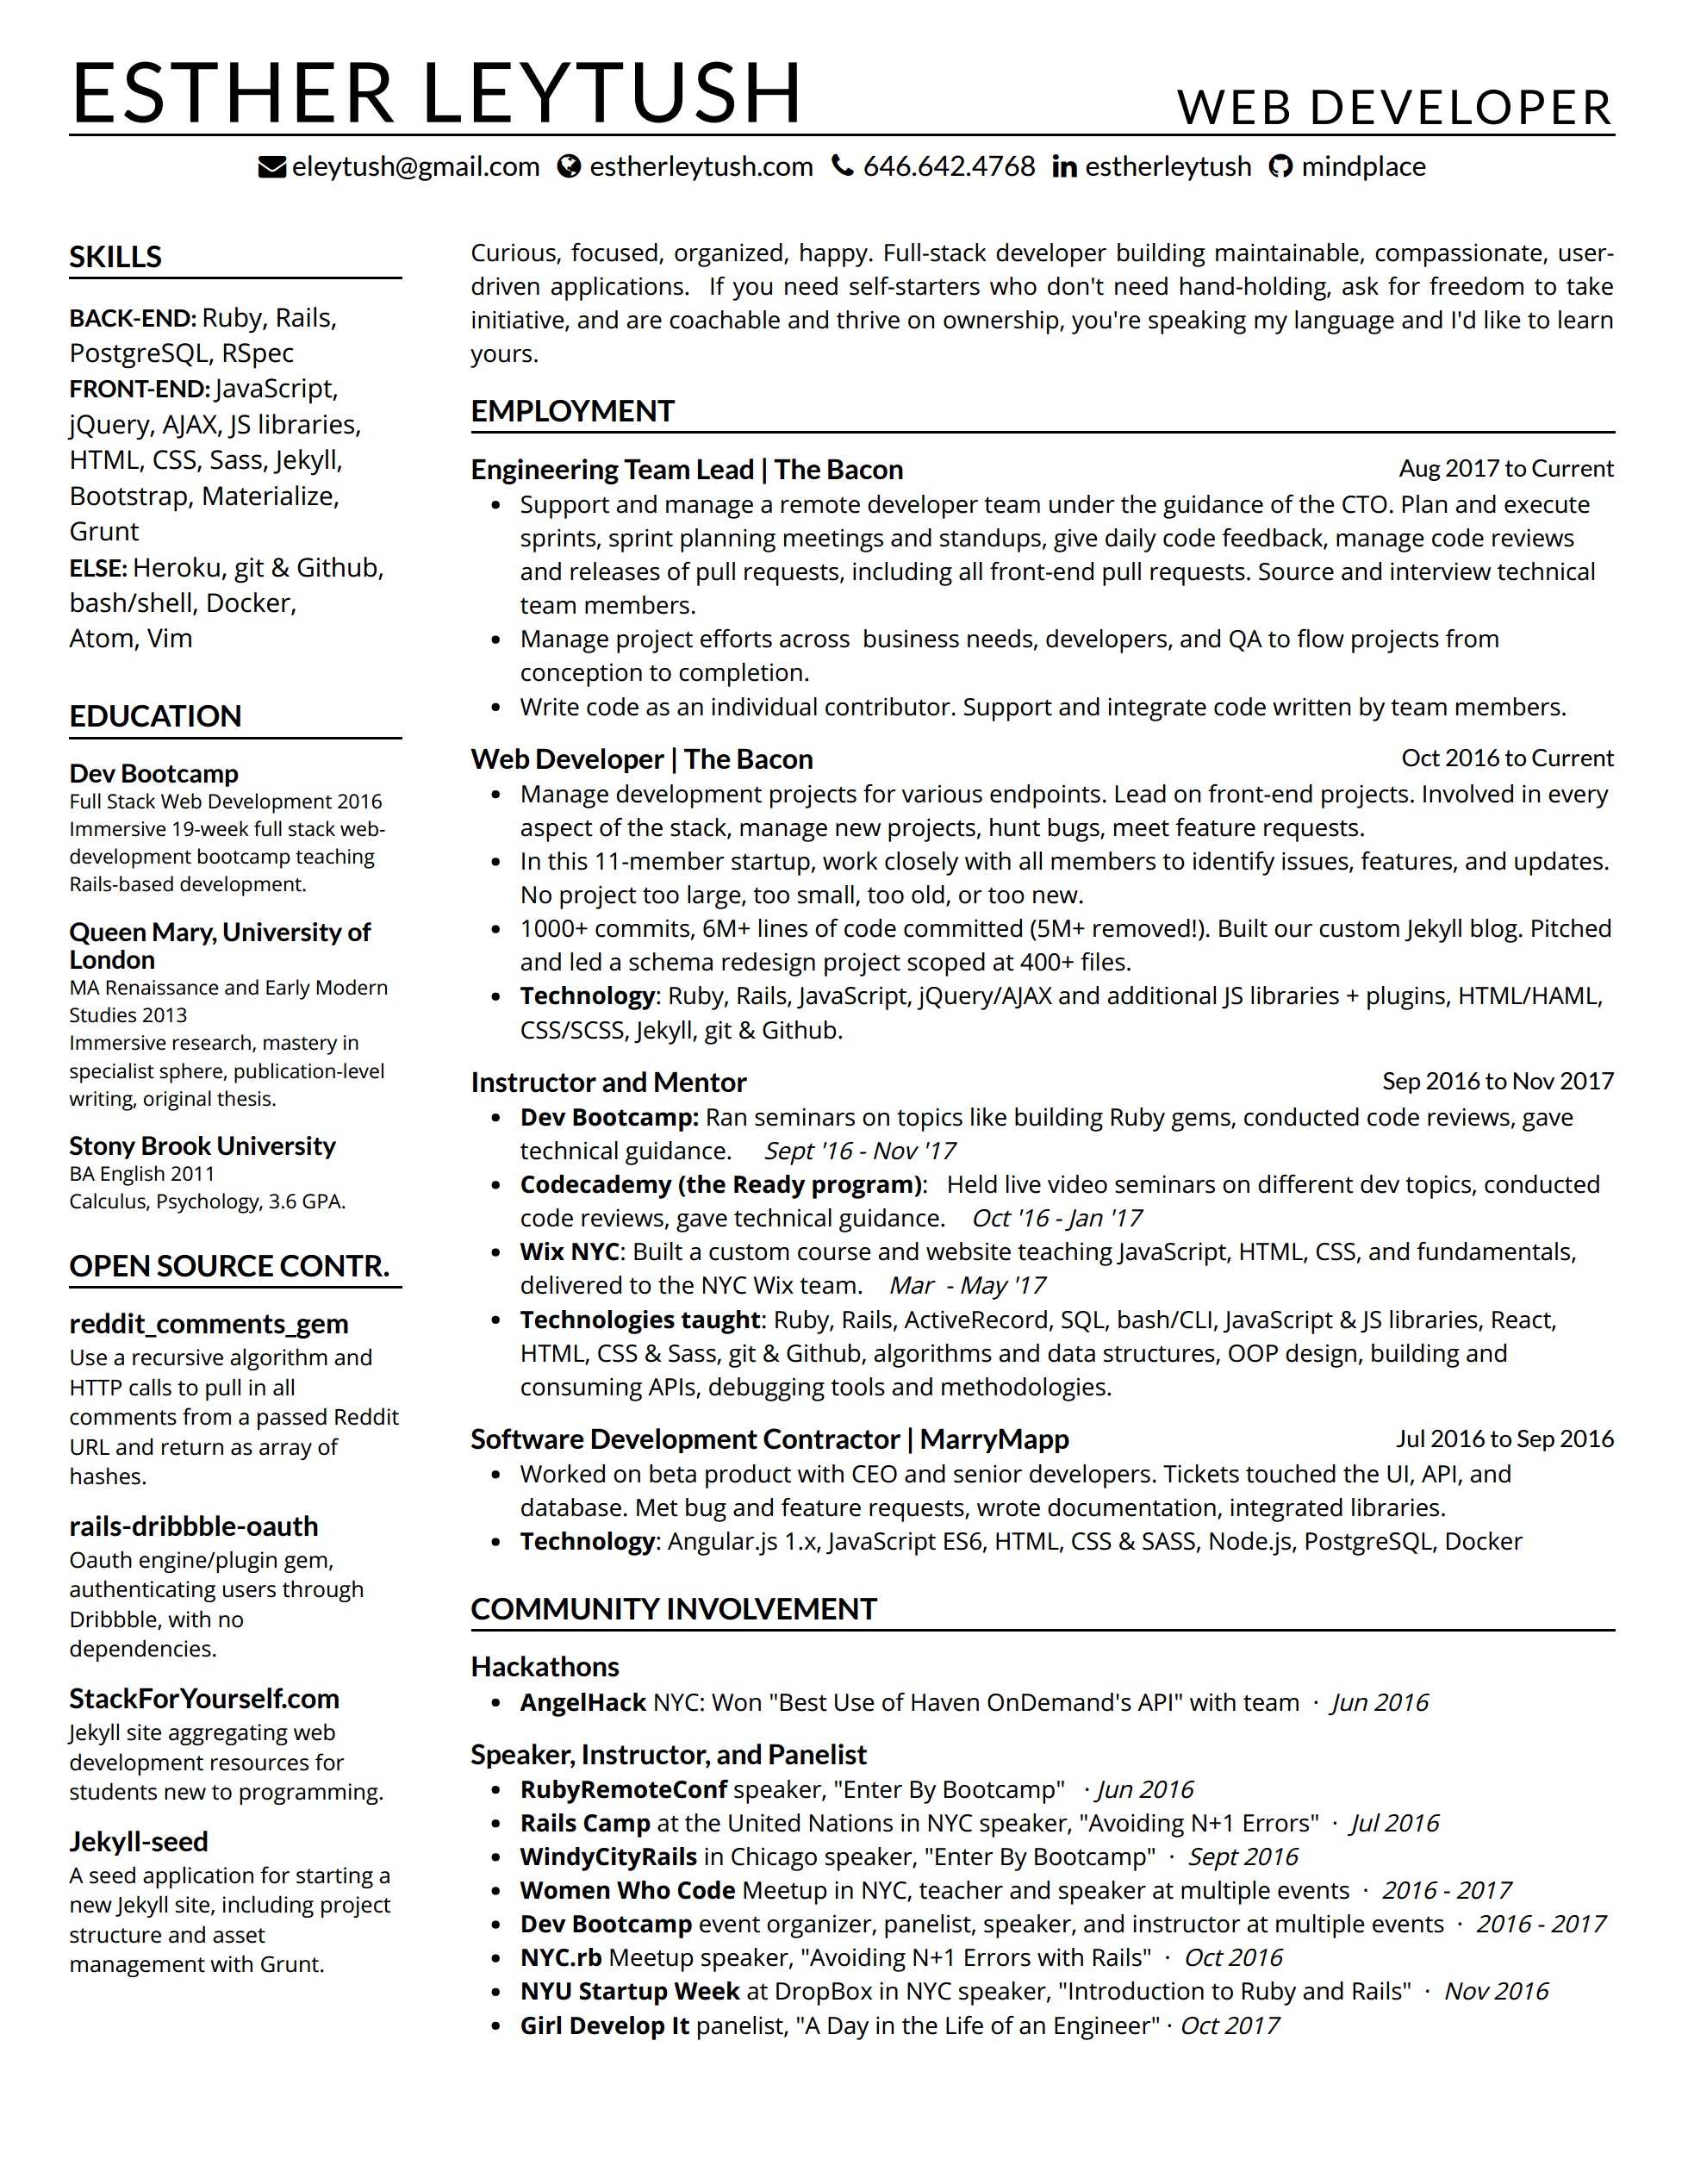 ESTHER LEYTUSH
WEB DEVELOPER
eleytush@gmail.com estherleytush.com 646.642.4768 estherleytush mindplace
SKILLS
BACK-END: Ruby, Rails,
PostgreSQL, RSpec
FRONT-END: JavaScript,
jQuery, AJAX, JS libraries,
HTML, CSS, Sass, Jekyll,
Bootstrap, Materialize,
Grunt
ELSE: Heroku, git & Github,
bash/shell, Docker,
Atom, Vim
EDUCATION
Dev Bootcamp
Full Stack Web Development 2016
Immersive 19-week full stack web-
development bootcamp teaching
Rails-based development.
Queen Mary, University of
London
MA Renaissance and Early Modern
Studies 2013
Immersive research, mastery in
specialist sphere, publication-level
writing, original thesis.
Stony Brook University
BA English 2011
Calculus, Psychology, 3.6 GPA.
OPEN SOURCE CONTR.
reddit_comments_gem
Use a recursive algorithm and
HTTP calls to pull in all
comments from a passed Reddit
URL and return as array of
hashes.
rails-dribbble-oauth
Oauth engine/plugin gem,
authenticating users through
Dribbble, with no
dependencies.
StackForYourself.com
Jekyll site aggregating web
development resources for
students new to programming.
Jekyll-seed
A seed application for starting a
new Jekyll site, including project
structure and asset
management with Grunt.
Curious, focused, organized, happy. Full-stack developer building maintainable, compassionate, user-
driven applications. If you need self-starters who don't need hand-holding, ask for freedom to take
initiative, and are coachable and thrive on ownership, you're speaking my language and I'd like to learn
yours.
EMPLOYMENT
Engineering Team Lead | The Bacon Aug 2017 to Current
• Support and manage a remote developer team under the guidance of the CTO. Plan and execute
sprints, sprint planning meetings and standups, give daily code feedback, manage code reviews
and releases of pull requests, including all front-end pull requests. Source and interview technical
team members.
• Manage project efforts across business needs, developers, and QA to flow projects from
conception to completion.
• Write code as an individual contributor. Support and integrate code written by team members.
Web Developer | The Bacon Oct 2016 to Current
• Manage development projects for various endpoints. Lead on front-end projects. Involved in every
aspect of the stack, manage new projects, hunt bugs, meet feature requests.
• In this 11-member startup, work closely with all members to identify issues, features, and updates.
No project too large, too small, too old, or too new.
• 1000+ commits, 6M+ lines of code committed (5M+ removed!). Built our custom Jekyll blog. Pitched
and led a schema redesign project scoped at 400+ files.
• Technology: Ruby, Rails, JavaScript, jQuery/AJAX and additional JS libraries + plugins, HTML/HAML,
CSS/SCSS, Jekyll, git & Github.
Instructor and Mentor Sep 2016 to Nov 2017
• Dev Bootcamp: Ran seminars on topics like building Ruby gems, conducted code reviews, gave
technical guidance. Sept '16 - Nov '17
• Codecademy (the Ready program): Held live video seminars on different dev topics, conducted
code reviews, gave technical guidance. Oct '16 - Jan '17
• Wix NYC: Built a custom course and website teaching JavaScript, HTML, CSS, and fundamentals,
delivered to the NYC Wix team. Mar - May '17
• Technologies taught: Ruby, Rails, ActiveRecord, SQL, bash/CLI, JavaScript & JS libraries, React,
HTML, CSS & Sass, git & Github, algorithms and data structures, OOP design, building and
consuming APIs, debugging tools and methodologies.
Software Development Contractor | MarryMapp Jul 2016 to Sep 2016
• Worked on beta product with CEO and senior developers. Tickets touched the UI, API, and
database. Met bug and feature requests, wrote documentation, integrated libraries.
• Technology: Angular.js 1.x, JavaScript ES6, HTML, CSS & SASS, Node.js, PostgreSQL, Docker
COMMUNITY INVOLVEMENT
Hackathons
• AngelHack NYC: Won "Best Use of Haven OnDemand's API" with team · Jun 2016
Speaker, Instructor, and Panelist
• RubyRemoteConf speaker, "Enter By Bootcamp" · Jun 2016
• Rails Camp at the United Nations in NYC speaker, "Avoiding N+1 Errors" · Jul 2016
• WindyCityRails in Chicago speaker, "Enter By Bootcamp" · Sept 2016
• Women Who Code Meetup in NYC, teacher and speaker at multiple events · 2016 - 2017
• Dev Bootcamp event organizer, panelist, speaker, and instructor at multiple events · 2016 - 2017
• NYC.rb Meetup speaker, "Avoiding N+1 Errors with Rails" · Oct 2016
• NYU Startup Week at DropBox in NYC speaker, "Introduction to Ruby and Rails" · Nov 2016
• Girl Develop It panelist, "A Day in the Life of an Engineer" · Oct 2017